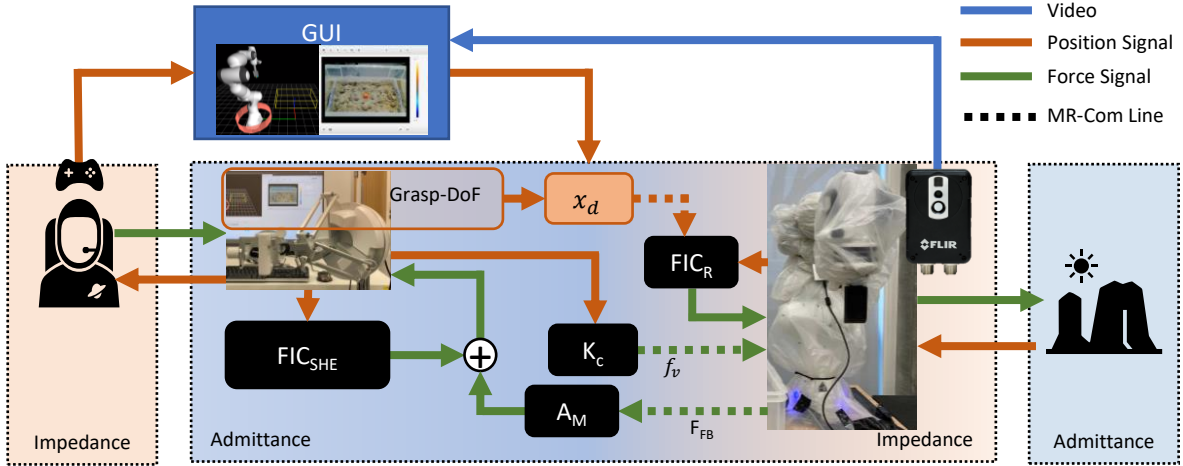 GUI
Video
Position Signal
Force Signal
MR-Com Line
Grasp-DoF
x_d
FIC_R
FLIR
FIC_SHE
K_c
f_v
A_M
F_FB
Impedance
Admittance
Impedance
Admittance